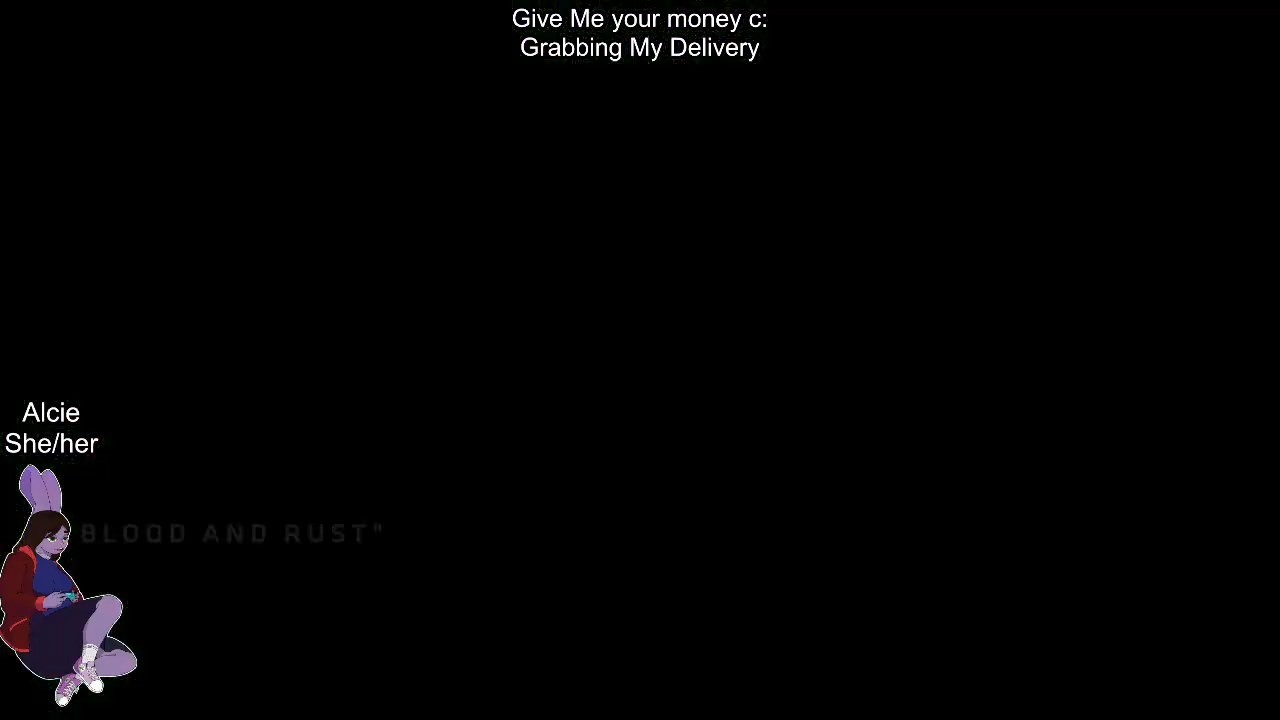 Give Me your money c:
Grabbing My Delivery
Alcie
She/her
BLOOD AND RUST"